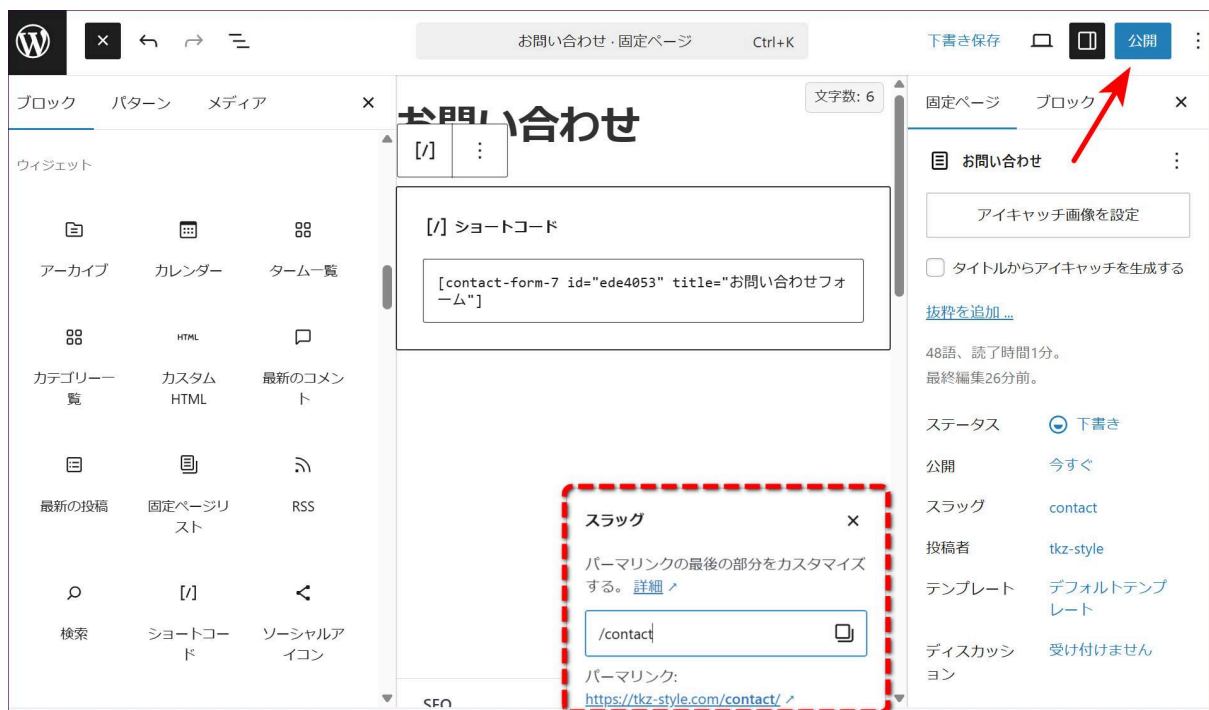 お問い合わせ · 固定ページ Ctrl+K
下書き保存
公開
ブロック パターン メディア
ウィジェット
アーカイブ
カレンダー
ターム一覧
カテゴリー一
覧
HTML
カスタム
HTML
最新のコメン
ト
最新の投稿
固定ページリ
スト
RSS
検索
[/]
ショートコー
ド
ソーシャルア
イコン
お問い合わせ
文字数: 6
[/]
[/] ショートコード
[contact-form-7 id="ede4053" title="お問い合わせフォ
ーム"]
スラッグ
パーマリンクの最後の部分をカスタマイズ
する。 詳細 ↗
/contact
パーマリンク:
https://tkz-style.com/contact/ ↗
SEO
固定ページ ブロック
お問い合わせ
アイキャッチ画像を設定
タイトルからアイキャッチを生成する
抜粋を追加 ...
48語、読了時間1分。
最終編集26分前。
ステータス 下書き
公開 今すぐ
スラッグ contact
投稿者 tkz-style
テンプレート デフォルトテンプ
レート
ディスカッシ
ョン
受け付けません